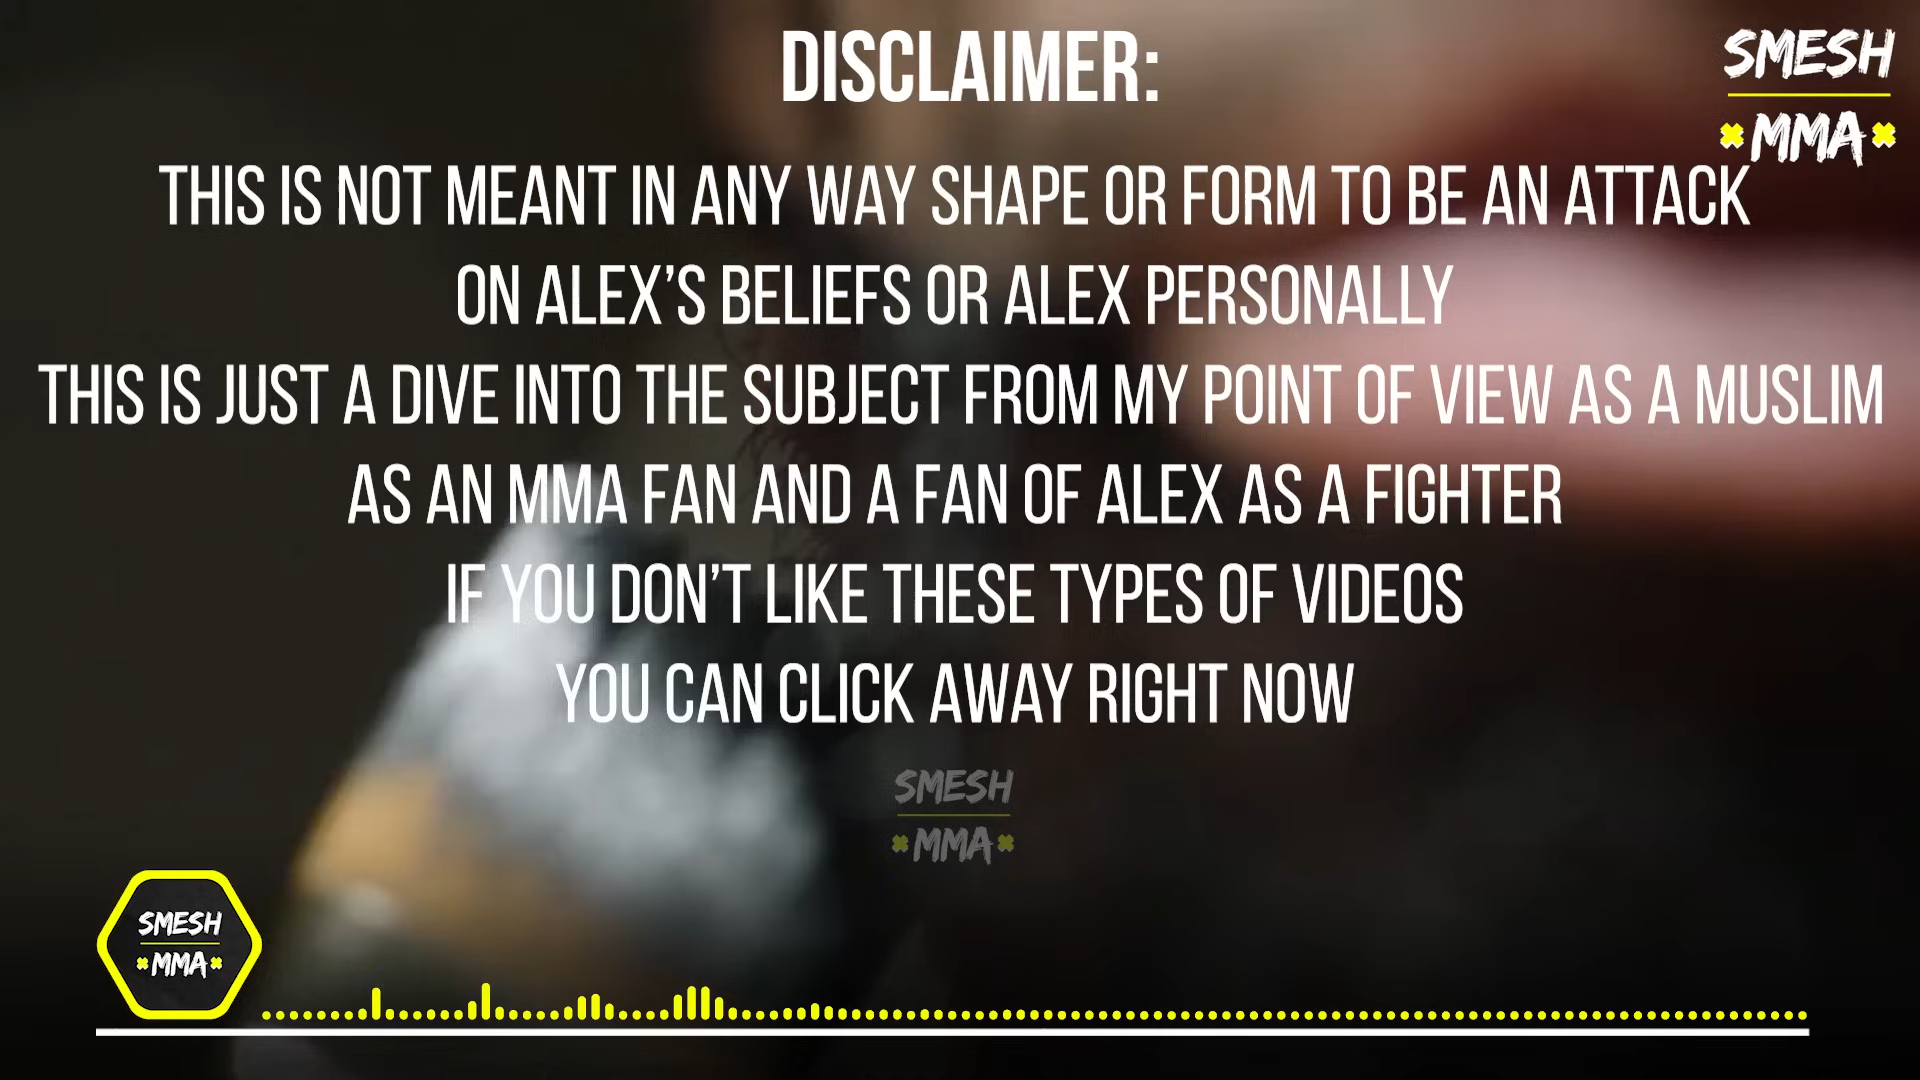 DISCLAIMER:
SMESH
MMA
THIS IS NOT MEANT IN ANY WAY SHAPE OR FORM TO BE AN ATTACK
ON ALEX'S BELIEFS OR ALEX PERSONALLY
THIS IS JUST A DIVE INTO THE SUBJECT FROM MY POINT OF VIEW AS A MUSLIM
AS AN MMA FAN AND A FAN OF ALEX AS A FIGHTER
IF YOU DON'T LIKE THESE TYPES OF VIDEOS
YOU CAN CLICK AWAY RIGHT NOW
SMESH
MMA
SMESH
MMA